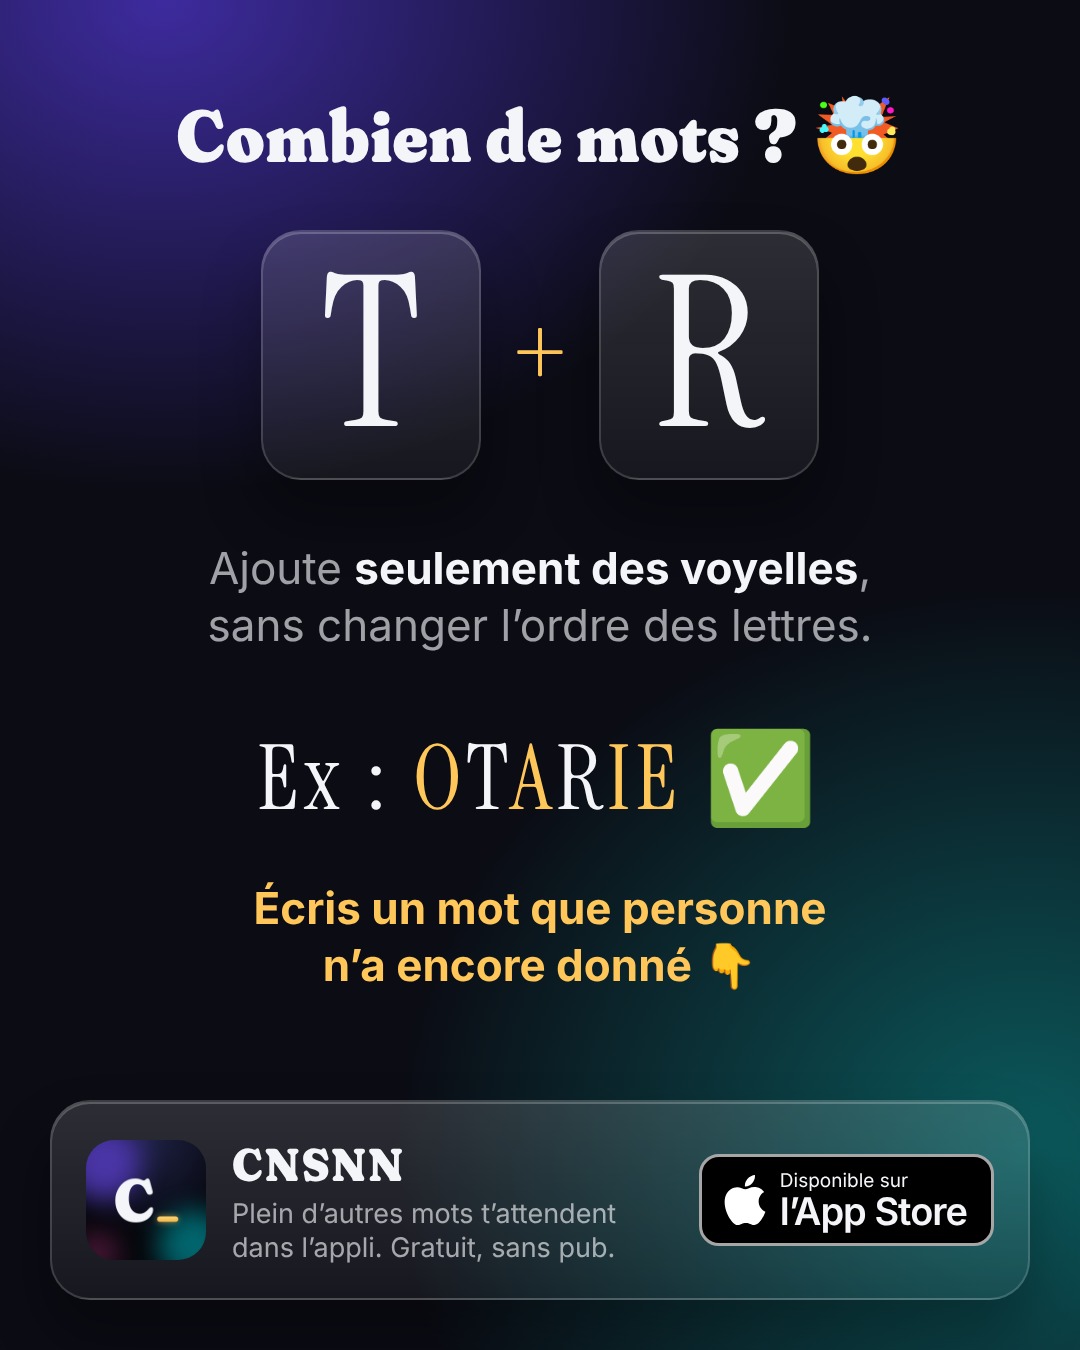 Combien de mots ? 🤯
T + R
Ajoute seulement des voyelles,
sans changer l’ordre des lettres.
Ex : OTARIE ✅
Écris un mot que personne
n’a encore donné 👇
C_
CNSNN
Plein d’autres mots t’attendent
dans l’appli. Gratuit, sans pub.
Disponible sur
l’App Store